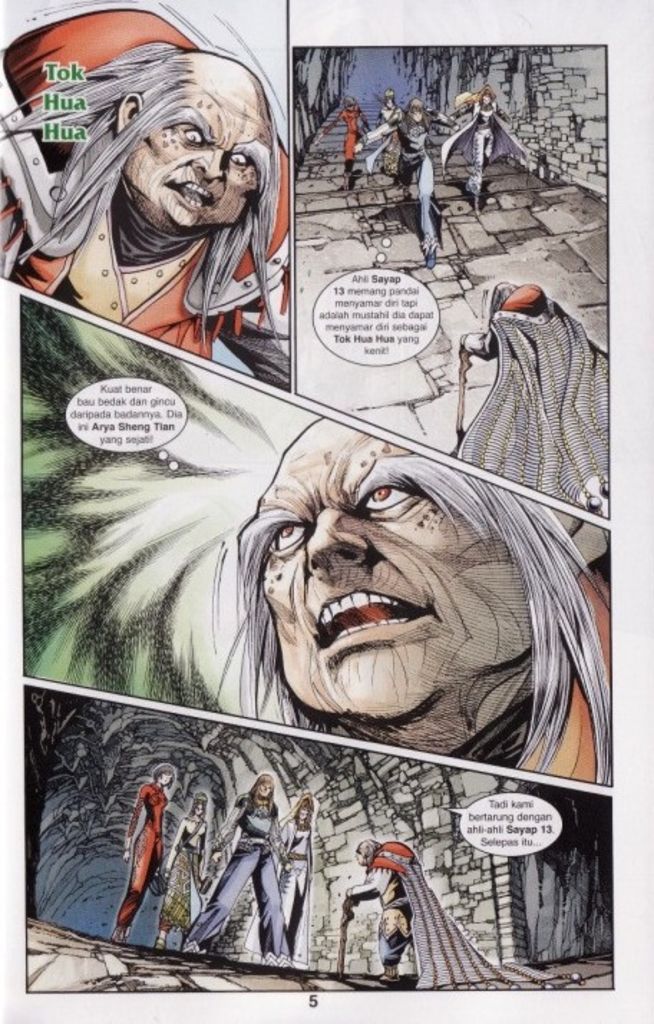 Tok
Hua
Hua
Ahli Sayap
13 memang pandai
menyamar diri tapi
adalah mustahil dia dapat
menyamar diri sebagai
Tok Hua Hua yang
kenit!
Kuat benar
bau bedak dan gincu
daripada badannya. Dia
ini Arya Sheng Tian
yang sejati!
Tadi kami
bertarung dengan
ahli-ahli Sayap 13.
Selepas itu...
5